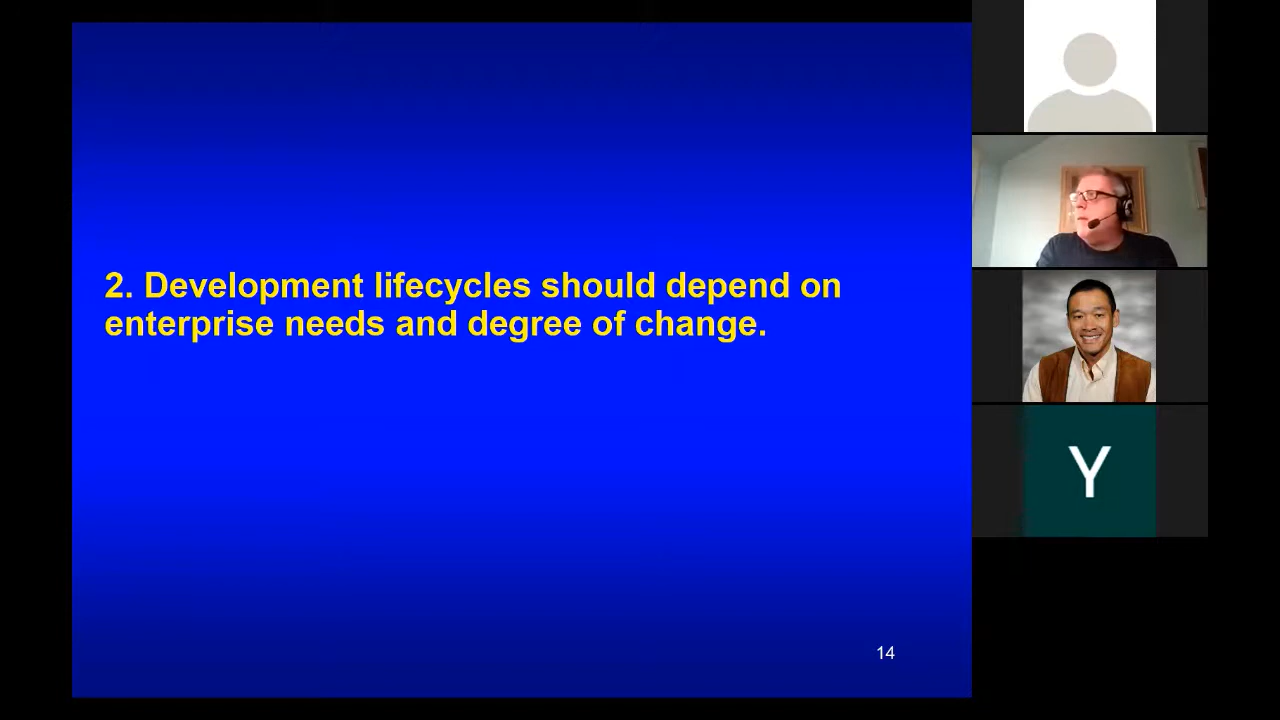 2. Development lifecycles should depend on
enterprise needs and degree of change.
14
Y